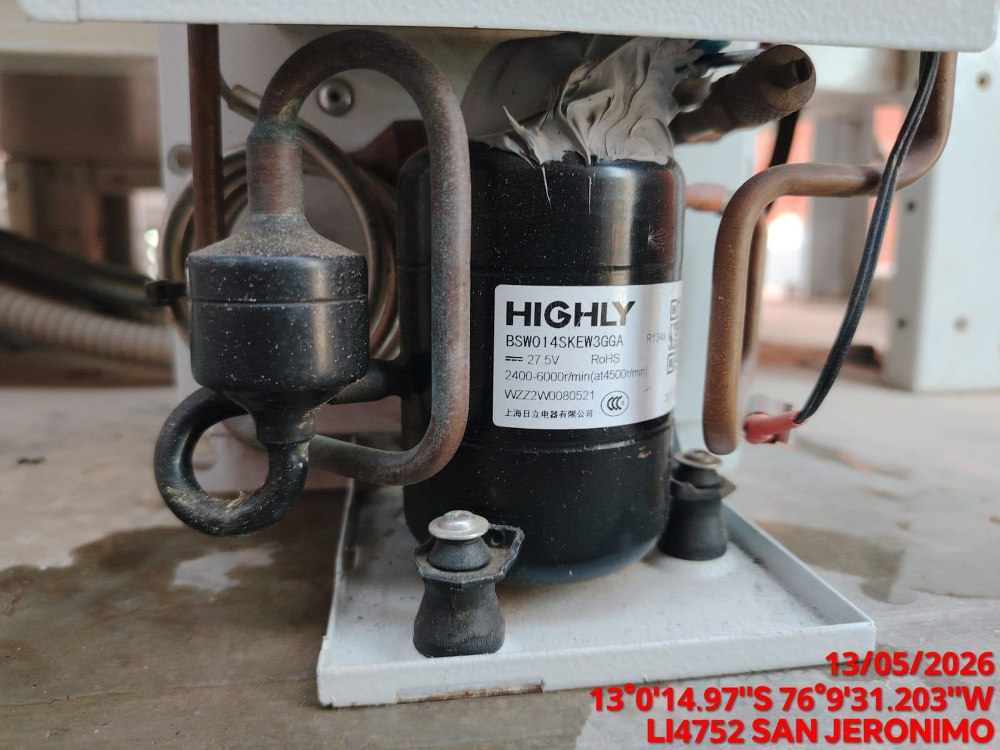 HIGHLY
BSW014SKEW3GGA R134a
27.5V RoHS
2400-6000r/min(at4500r/min)
WZZ2W0080521
CCC S
上海日立电器有限公司
13/05/2026
13°0'14.97"S 76°9'31.203"W
LI4752 SAN JERONIMO